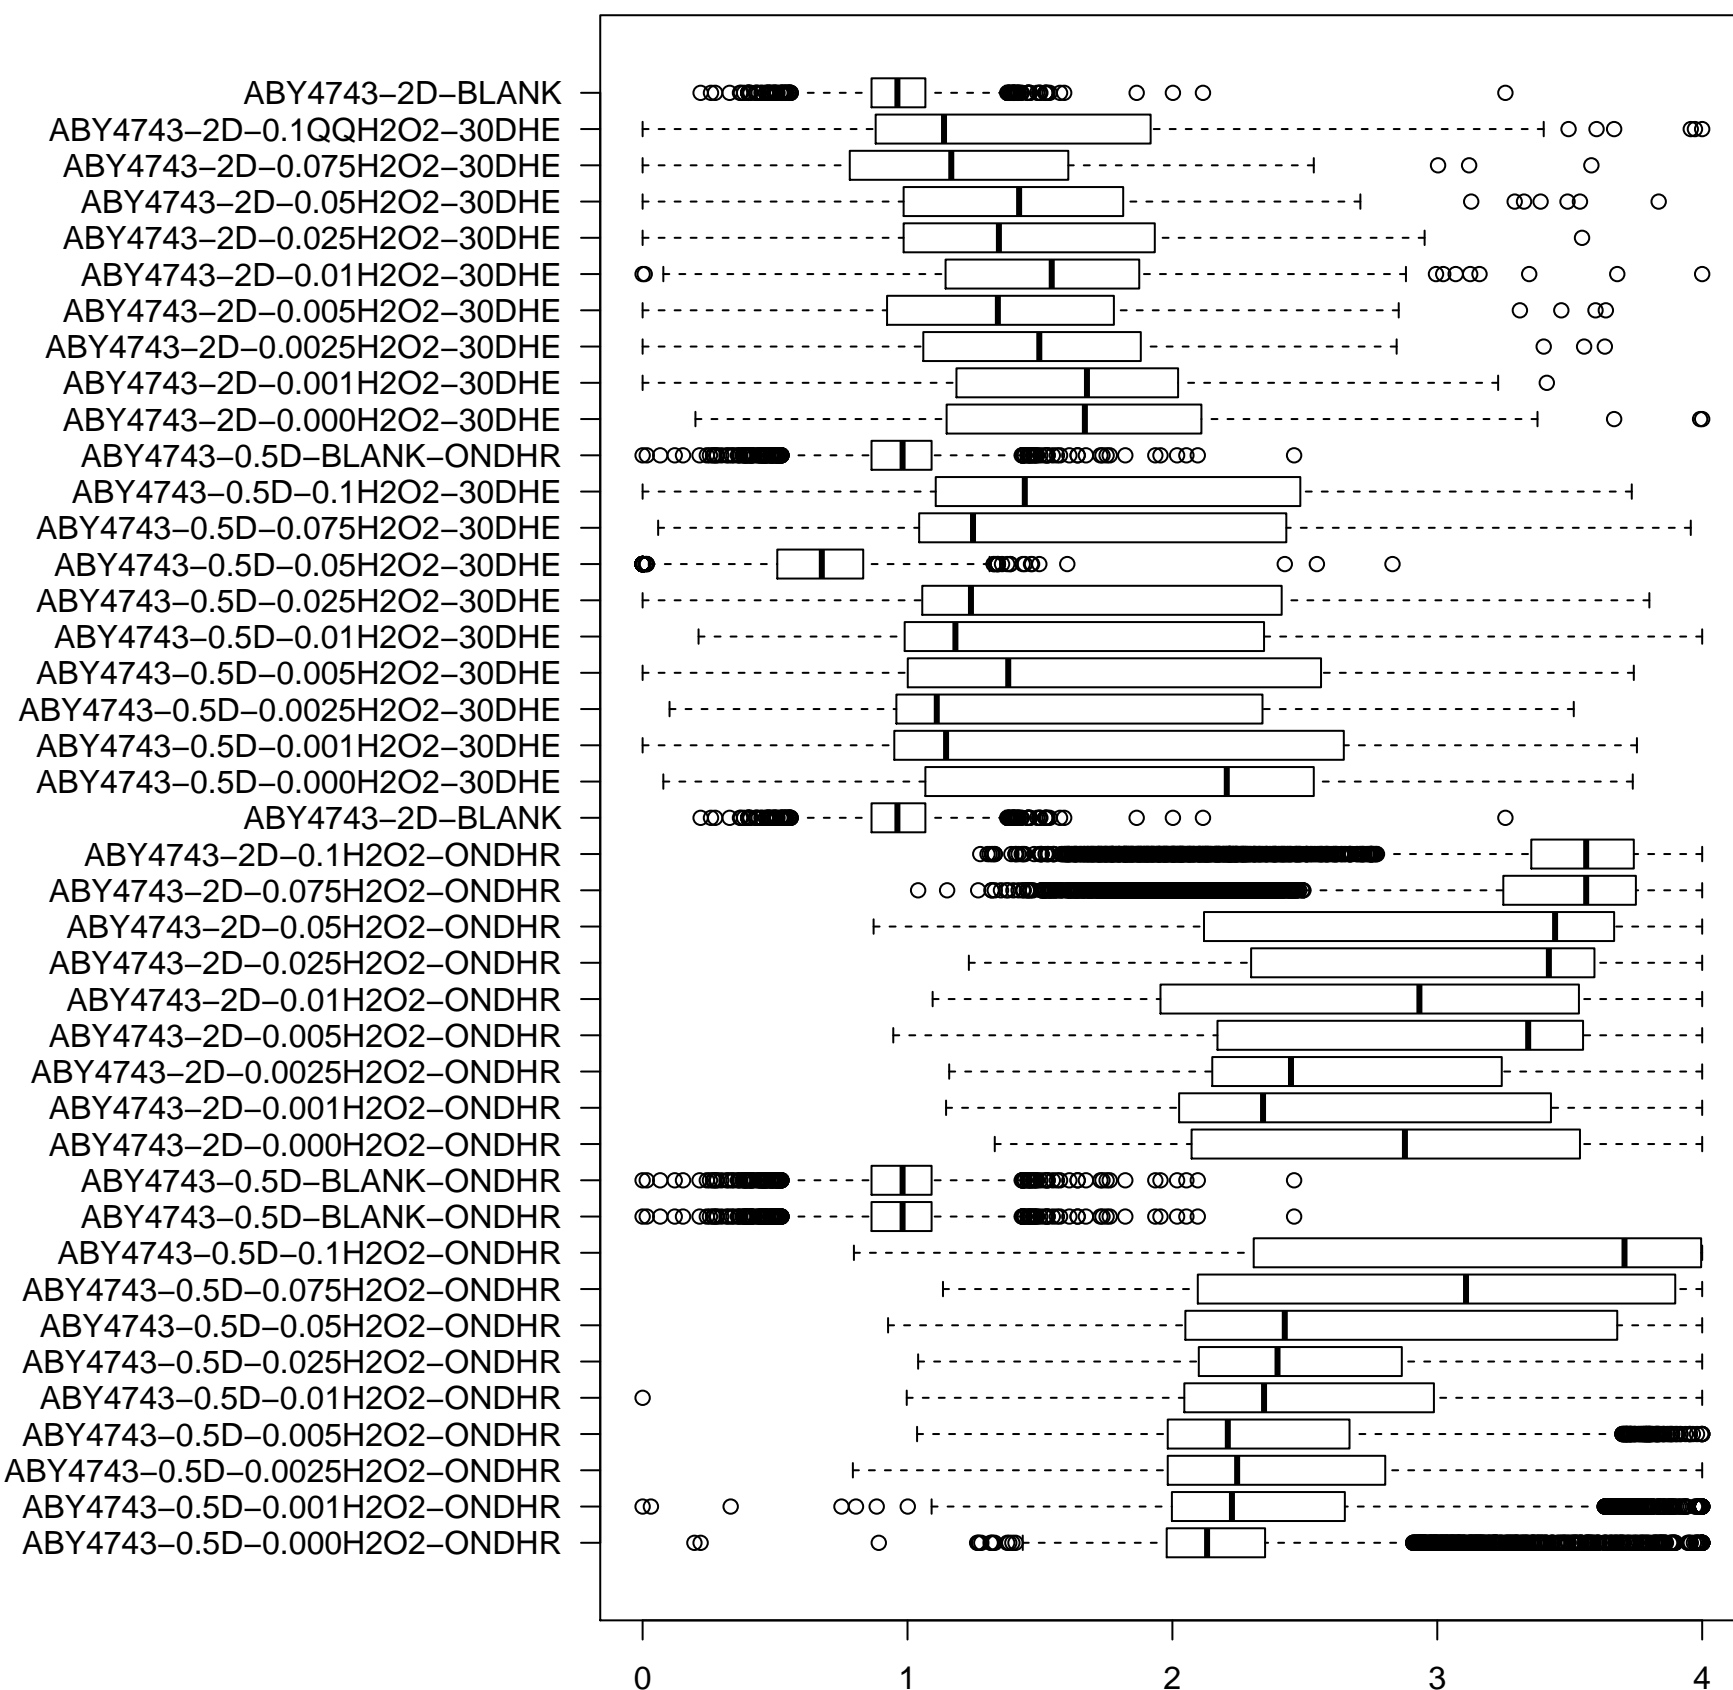 ABY4743−2D−BLANK
ABY4743−2D−0.1QQH2O2−30DHE
ABY4743−2D−0.075H2O2−30DHE
ABY4743−2D−0.05H2O2−30DHE
ABY4743−2D−0.025H2O2−30DHE
ABY4743−2D−0.01H2O2−30DHE
ABY4743−2D−0.005H2O2−30DHE
ABY4743−2D−0.0025H2O2−30DHE
ABY4743−2D−0.001H2O2−30DHE
ABY4743−2D−0.000H2O2−30DHE
ABY4743−0.5D−BLANK−ONDHR
ABY4743−0.5D−0.1H2O2−30DHE
ABY4743−0.5D−0.075H2O2−30DHE
ABY4743−0.5D−0.05H2O2−30DHE
ABY4743−0.5D−0.025H2O2−30DHE
ABY4743−0.5D−0.01H2O2−30DHE
ABY4743−0.5D−0.005H2O2−30DHE
ABY4743−0.5D−0.0025H2O2−30DHE
ABY4743−0.5D−0.001H2O2−30DHE
ABY4743−0.5D−0.000H2O2−30DHE
ABY4743−2D−BLANK
ABY4743−2D−0.1H2O2−ONDHR
ABY4743−2D−0.075H2O2−ONDHR
ABY4743−2D−0.05H2O2−ONDHR
ABY4743−2D−0.025H2O2−ONDHR
ABY4743−2D−0.01H2O2−ONDHR
ABY4743−2D−0.005H2O2−ONDHR
ABY4743−2D−0.0025H2O2−ONDHR
ABY4743−2D−0.001H2O2−ONDHR
ABY4743−2D−0.000H2O2−ONDHR
ABY4743−0.5D−BLANK−ONDHR
ABY4743−0.5D−BLANK−ONDHR
ABY4743−0.5D−0.1H2O2−ONDHR
ABY4743−0.5D−0.075H2O2−ONDHR
ABY4743−0.5D−0.05H2O2−ONDHR
ABY4743−0.5D−0.025H2O2−ONDHR
ABY4743−0.5D−0.01H2O2−ONDHR
ABY4743−0.5D−0.005H2O2−ONDHR
ABY4743−0.5D−0.0025H2O2−ONDHR
ABY4743−0.5D−0.001H2O2−ONDHR
ABY4743−0.5D−0.000H2O2−ONDHR
0 1 2 3 4